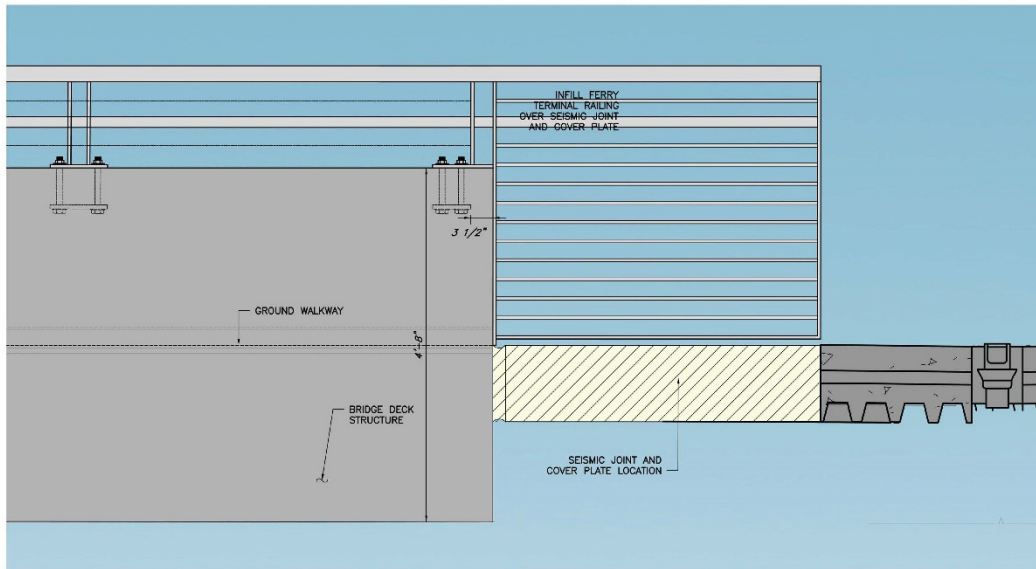 INFILL FERRY
TERMINAL RAILING
OVER SEISMIC JOINT
AND COVER PLATE
3 1/2"
GROUND WALKWAY
4'-8"
BRIDGE DECK
STRUCTURE
SEISMIC JOINT AND
COVER PLATE LOCATION